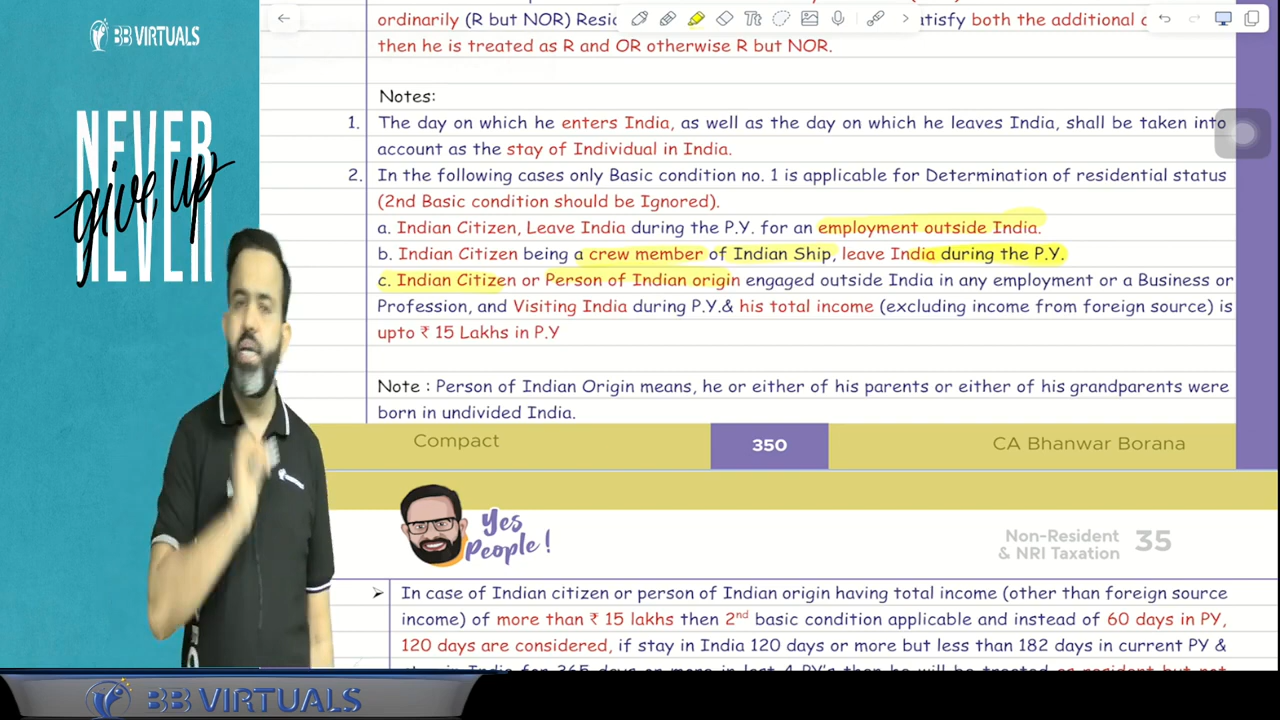 BB VIRTUALS
NEVER
give up
NEVER
ordinarily (R but NOR)
both the additional
then he is treated as R and OR otherwise R but NOR.
Notes:
1. The day on which he enters India, as well as the day on which he leaves India, shall be taken into
account as the stay of Individual in India.
2. In the following cases only Basic condition no. 1 is applicable for Determination of residential status
(2nd Basic condition should be Ignored).
a. Indian Citizen, Leave India during the P.Y. for an employment outside India.
b. Indian Citizen being a crew member of Indian Ship, leave India during the P.Y.
c. Indian Citizen or Person of Indian origin engaged outside India in any employment or a Business or
Profession, and Visiting India during P.Y.& his total income (excluding income from foreign source) is
upto ₹ 15 Lakhs in P.Y
Note : Person of Indian Origin means, he or either of his parents or either of his grandparents were
born in undivided India.
Compact 350 CA Bhanwar Borana
Yes
People!
Non-Resident
& NRI Taxation 35
➤ In case of Indian citizen or person of Indian origin having total income (other than foreign source
income) of more than ₹ 15 lakhs then 2nd basic condition applicable and instead of 60 days in PY,
120 days are considered, if stay in India 120 days or more but less than 182 days in current PY &
BB VIRTUALS